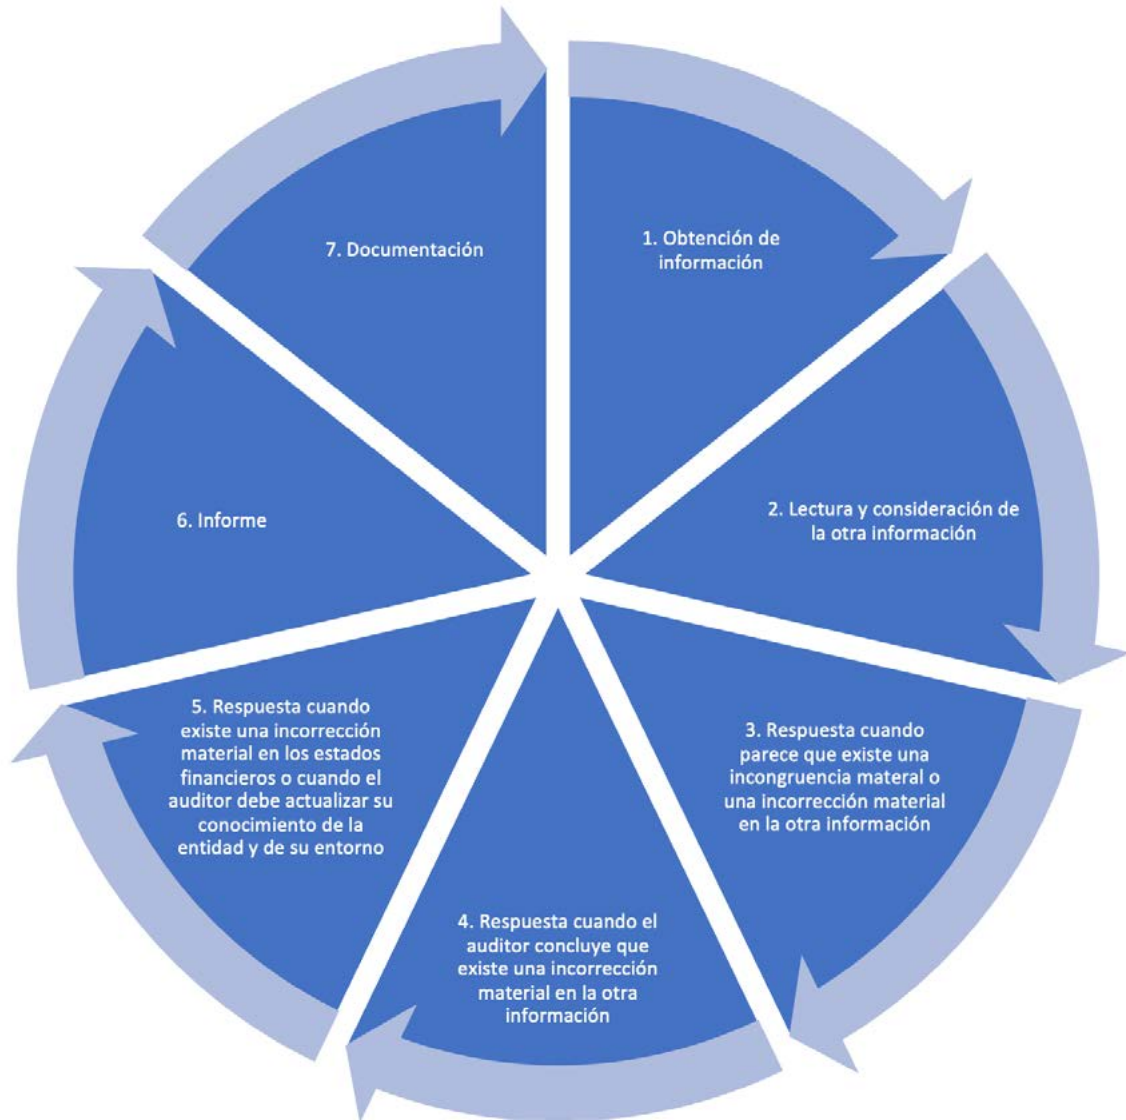 1. Obtención de
información
2. Lectura y consideración de
la otra información
3. Respuesta cuando
parece que existe una
incongruencia materal o
una incorrección material
en la otra información
4. Respuesta cuando el
auditor concluye que
existe una incorrección
material en la otra
información
5. Respuesta cuando
existe una incorrección
material en los estados
financieros o cuando el
auditor debe actualizar su
conocimiento de la
entidad y de su entorno
6. Informe
7. Documentación